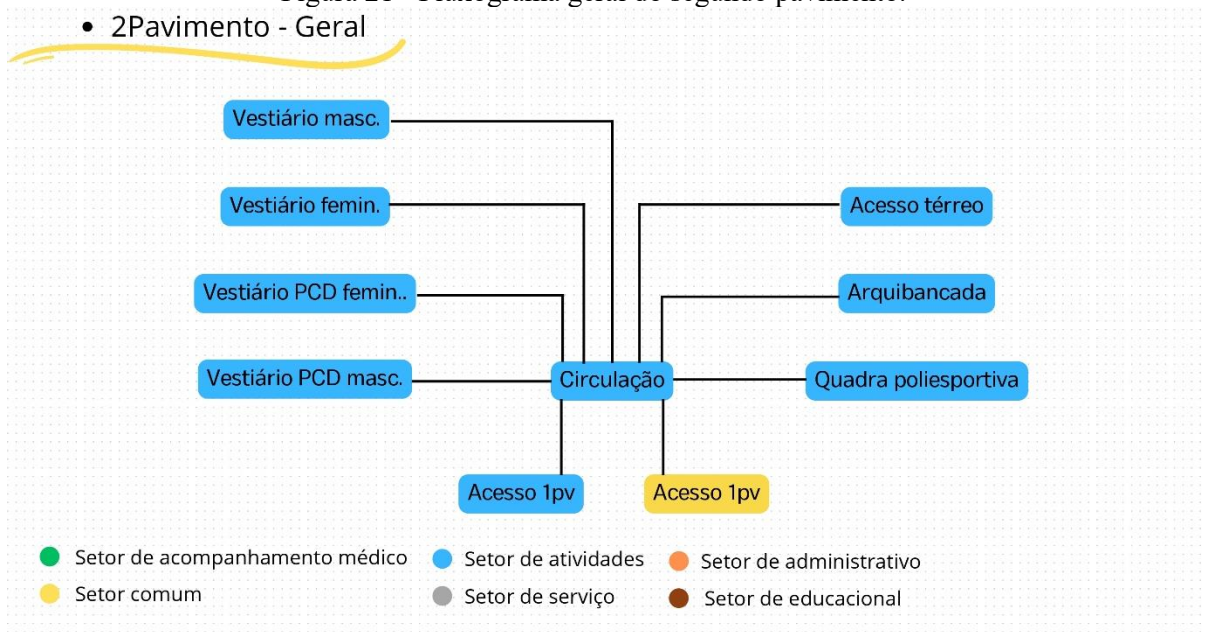 • 2Pavimento - Geral
Vestiário masc.
Vestiário femin.
Acesso térreo
Vestiário PCD femin..
Arquibancada
Vestiário PCD masc.
Circulação
Quadra poliesportiva
Acesso 1pv
Acesso 1pv
Setor de acompanhamento médico
Setor de atividades
Setor de administrativo
Setor comum
Setor de serviço
Setor de educacional